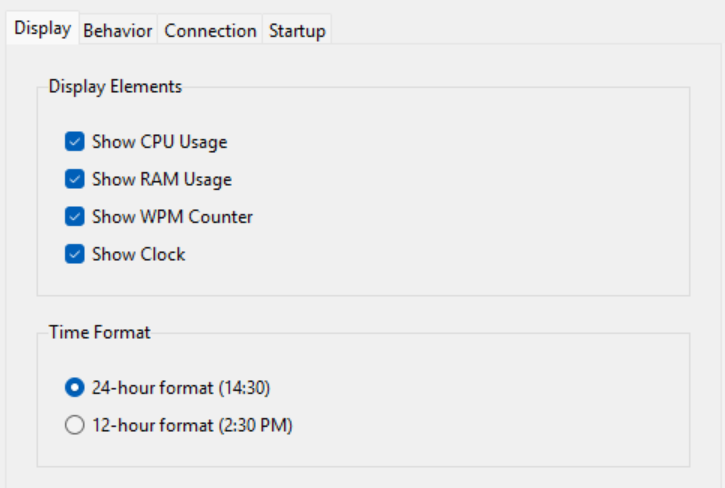 Display Behavior Connection Startup
Display Elements
Show CPU Usage
Show RAM Usage
Show WPM Counter
Show Clock
Time Format
24-hour format (14:30)
12-hour format (2:30 PM)